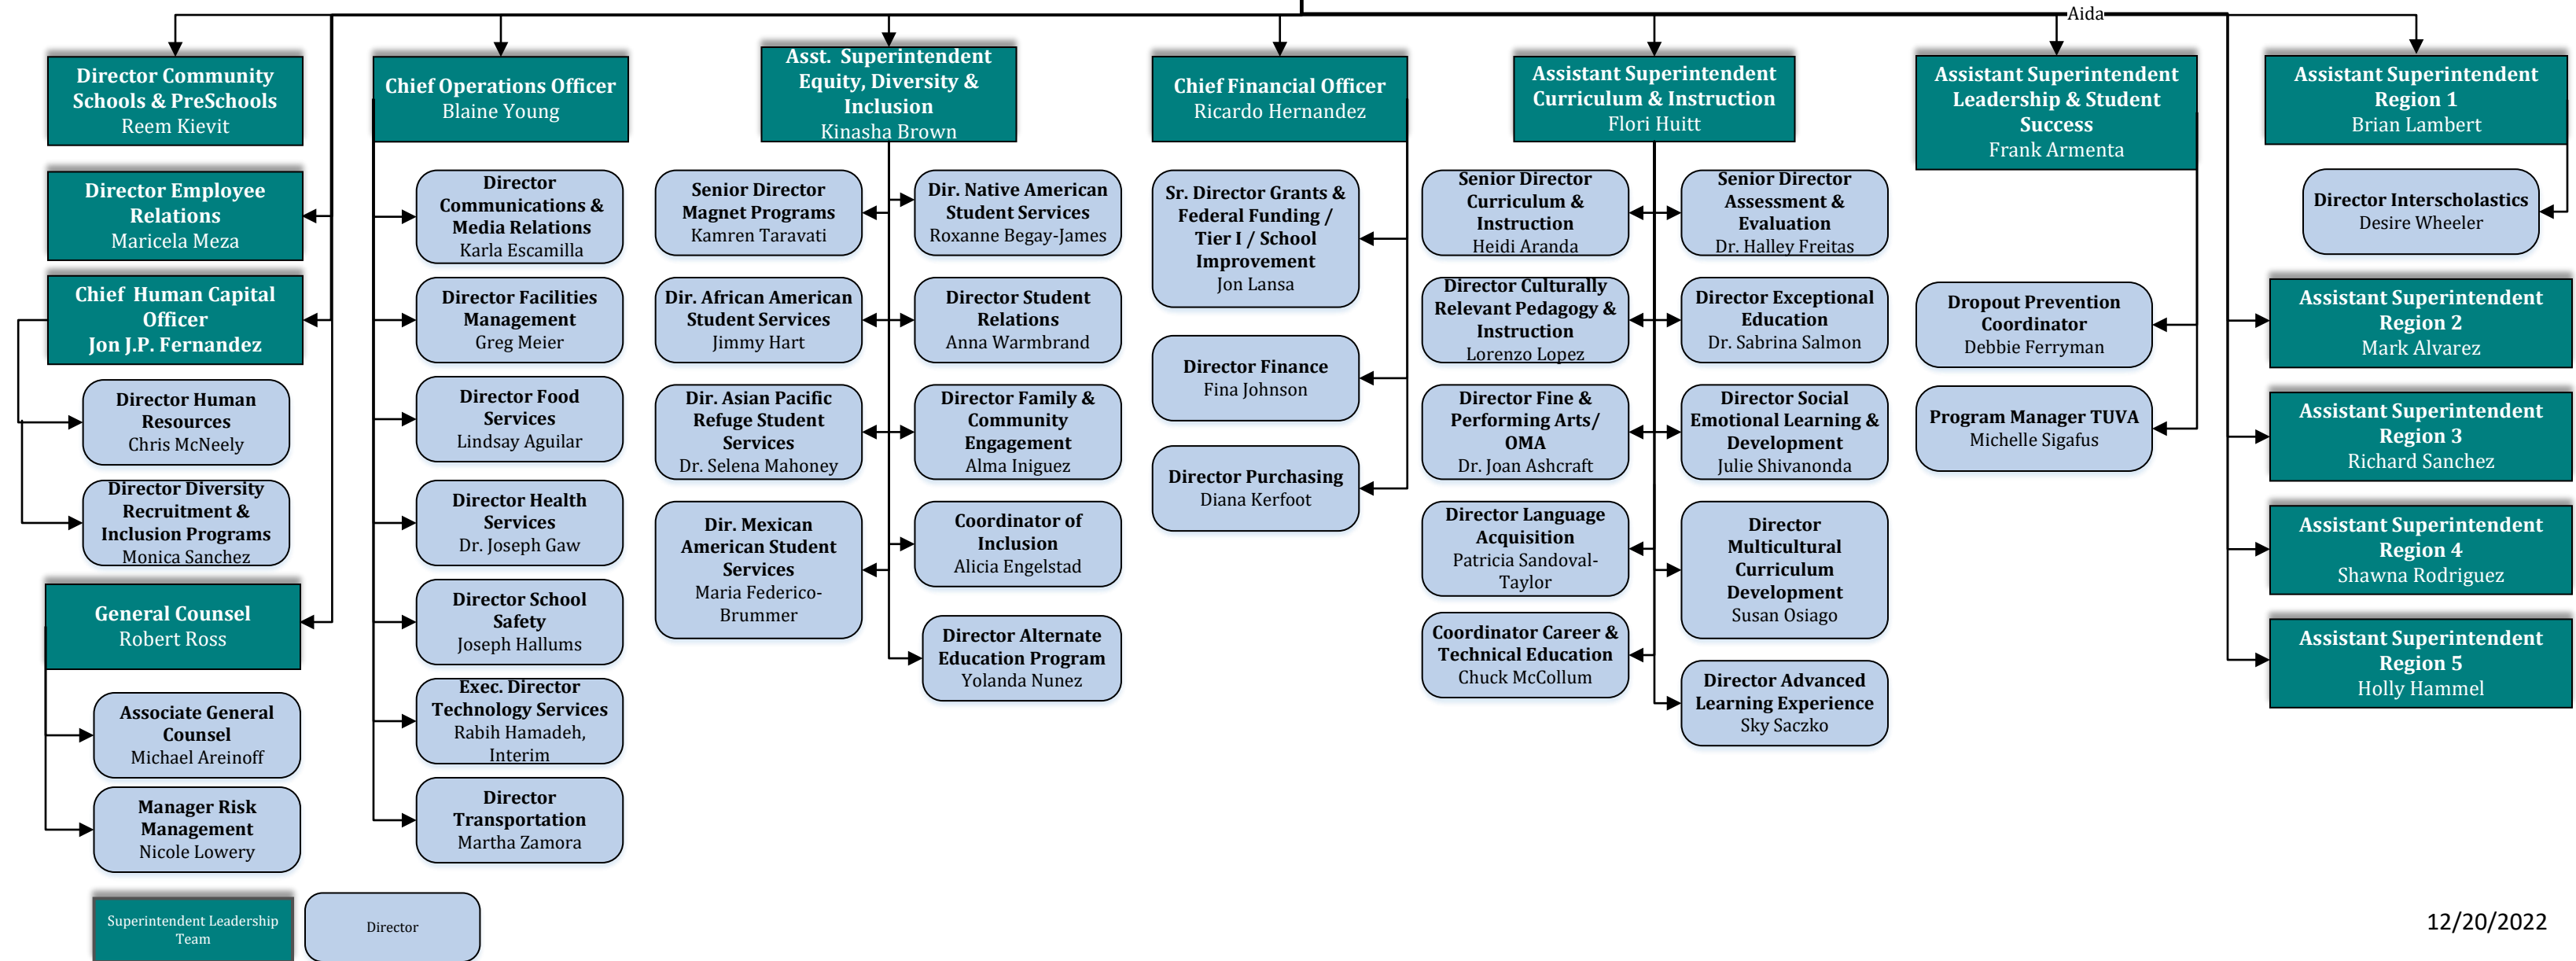 Aida
Director Community
Schools & PreSchools
Reem Kievit
Director Employee
Relations
Maricela Meza
Chief  Human Capital
Officer
Jon J.P. Fernandez
Director Human
Resources
Chris McNeely
Director Diversity
Recruitment &
Inclusion Programs
Monica Sanchez
General Counsel
Robert Ross
Associate General
Counsel
Michael Areinoff
Manager Risk
Management
Nicole Lowery
Chief Operations Officer
Blaine Young
Director
Communications &
Media Relations
Karla Escamilla
Director Facilities
Management
Greg Meier
Director Food
Services
Lindsay Aguilar
Director Health
Services
Dr. Joseph Gaw
Director School
Safety
Joseph Hallums
Exec. Director
Technology Services
Rabih Hamadeh,
Interim
Director
Transportation
Martha Zamora
Asst.  Superintendent
Equity, Diversity &
Inclusion
Kinasha Brown
Senior Director
Magnet Programs
Kamren Taravati
Dir. African American
Student Services
Jimmy Hart
Dir. Asian Pacific
Refuge Student
Services
Dr. Selena Mahoney
Dir. Mexican
American Student
Services
Maria Federico-
Brummer
Dir. Native American
Student Services
Roxanne Begay-James
Director Student
Relations
Anna Warmbrand
Director Family &
Community
Engagement
Alma Iniguez
Coordinator of
Inclusion
Alicia Engelstad
Director Alternate
Education Program
Yolanda Nunez
Chief Financial Officer
Ricardo Hernandez
Sr. Director Grants &
Federal Funding /
Tier I / School
Improvement
Jon Lansa
Director Finance
Fina Johnson
Director Purchasing
Diana Kerfoot
Assistant Superintendent
Curriculum & Instruction
Flori Huitt
Senior Director
Curriculum &
Instruction
Heidi Aranda
Director Culturally
Relevant Pedagogy &
Instruction
Lorenzo Lopez
Director Fine &
Performing Arts/
OMA
Dr. Joan Ashcraft
Director Language
Acquisition
Patricia Sandoval-
Taylor
Coordinator Career &
Technical Education
Chuck McCollum
Senior Director
Assessment &
Evaluation
Dr. Halley Freitas
Director Exceptional
Education
Dr. Sabrina Salmon
Director Social
Emotional Learning &
Development
Julie Shivanonda
Director
Multicultural
Curriculum
Development
Susan Osiago
Director Advanced
Learning Experience
Sky Saczko
Assistant Superintendent
Leadership & Student
Success
Frank Armenta
Dropout Prevention
Coordinator
Debbie Ferryman
Program Manager TUVA
Michelle Sigafus
Assistant Superintendent
Region 1
Brian Lambert
Director Interscholastics
Desire Wheeler
Assistant Superintendent
Region 2
Mark Alvarez
Assistant Superintendent
Region 3
Richard Sanchez
Assistant Superintendent
Region 4
Shawna Rodriguez
Assistant Superintendent
Region 5
Holly Hammel
Superintendent Leadership
Team
Director
12/20/2022